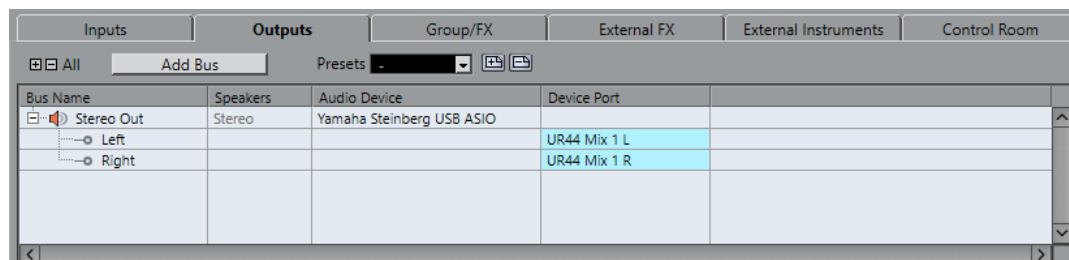 Inputs Outputs Group/FX External FX External Instruments Control Room
All Add Bus Presets -
Bus Name Speakers Audio Device Device Port
Stereo Out Stereo Yamaha Steinberg USB ASIO
Left UR44 Mix 1 L
Right UR44 Mix 1 R